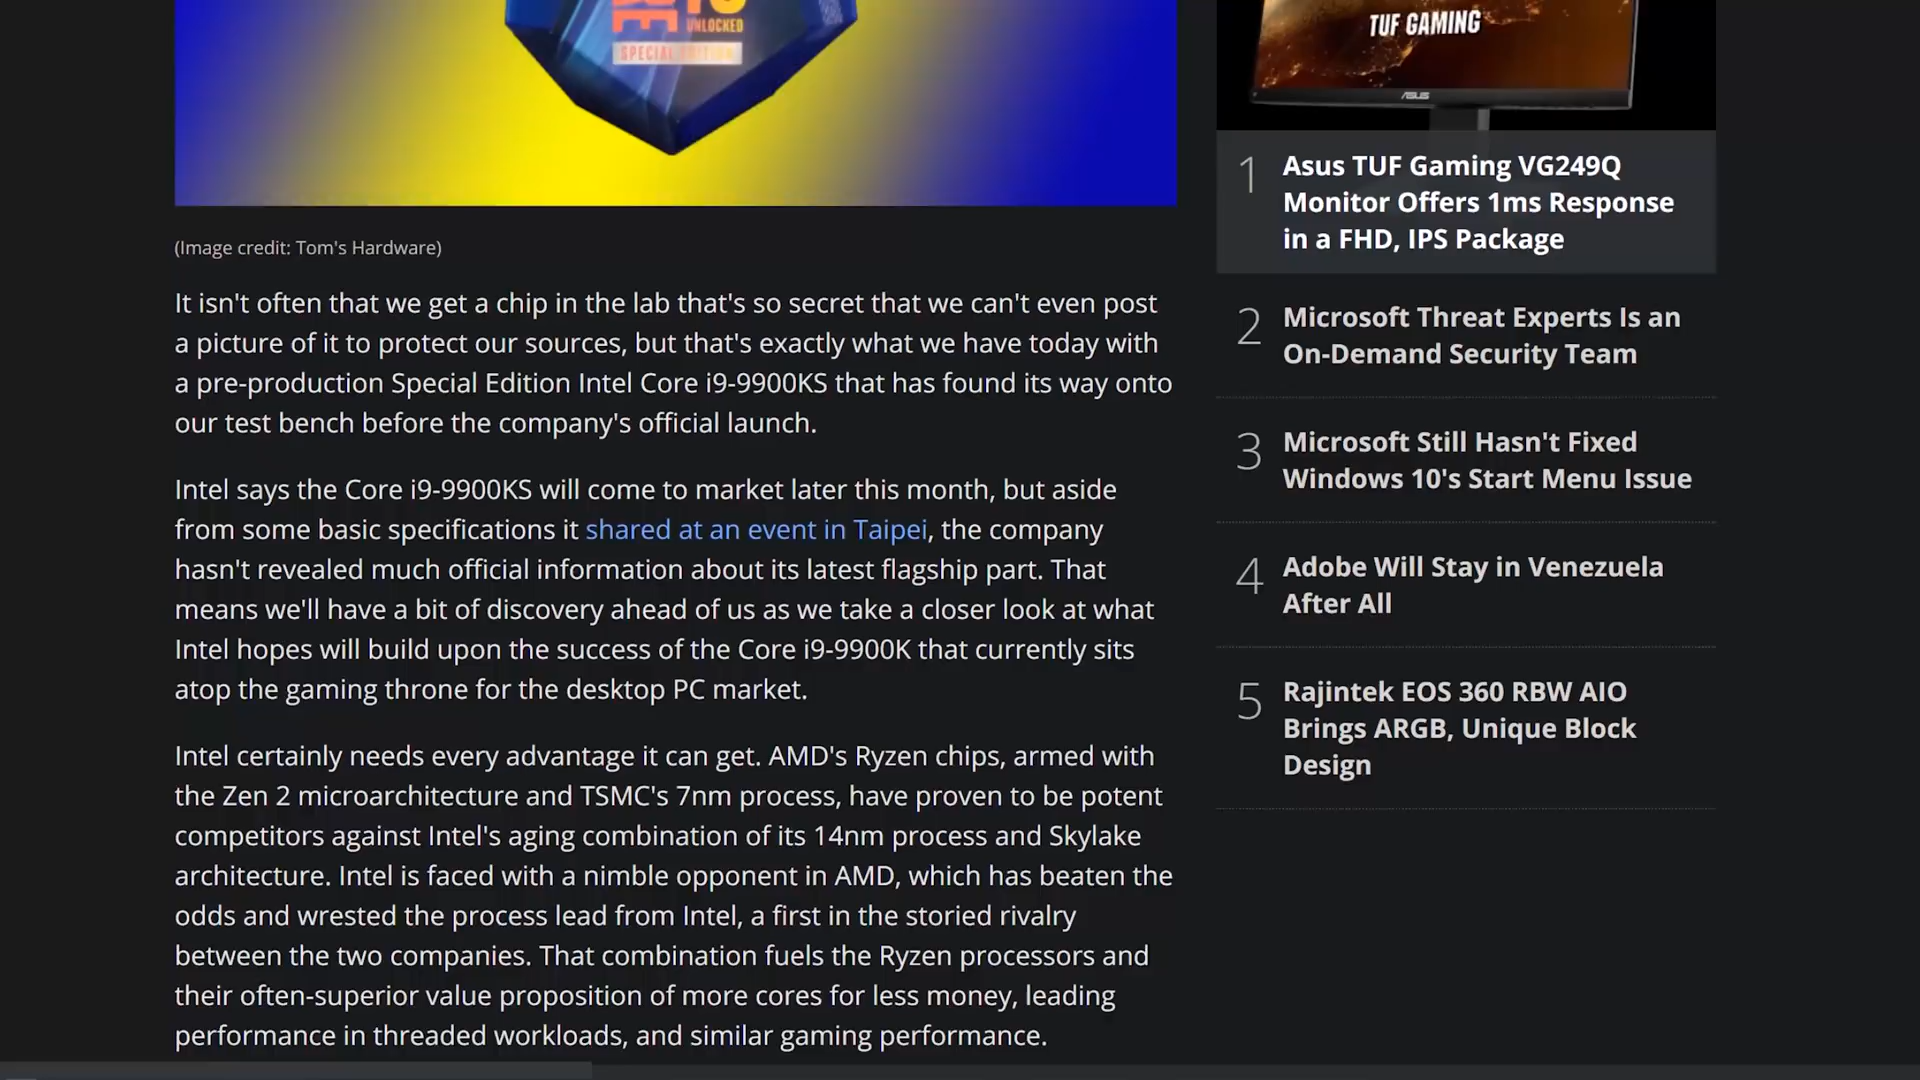 UNLOCKED
SPECIAL EDITION
TUF GAMING
ASUS
(Image credit: Tom's Hardware)
It isn't often that we get a chip in the lab that's so secret that we can't even post
a picture of it to protect our sources, but that's exactly what we have today with
a pre-production Special Edition Intel Core i9-9900KS that has found its way onto
our test bench before the company's official launch.
Intel says the Core i9-9900KS will come to market later this month, but aside
from some basic specifications it shared at an event in Taipei, the company
hasn't revealed much official information about its latest flagship part. That
means we'll have a bit of discovery ahead of us as we take a closer look at what
Intel hopes will build upon the success of the Core i9-9900K that currently sits
atop the gaming throne for the desktop PC market.
Intel certainly needs every advantage it can get. AMD's Ryzen chips, armed with
the Zen 2 microarchitecture and TSMC's 7nm process, have proven to be potent
competitors against Intel's aging combination of its 14nm process and Skylake
architecture. Intel is faced with a nimble opponent in AMD, which has beaten the
odds and wrested the process lead from Intel, a first in the storied rivalry
between the two companies. That combination fuels the Ryzen processors and
their often-superior value proposition of more cores for less money, leading
performance in threaded workloads, and similar gaming performance.
1 Asus TUF Gaming VG249Q
Monitor Offers 1ms Response
in a FHD, IPS Package
2 Microsoft Threat Experts Is an
On-Demand Security Team
3 Microsoft Still Hasn't Fixed
Windows 10's Start Menu Issue
4 Adobe Will Stay in Venezuela
After All
5 Rajintek EOS 360 RBW AIO
Brings ARGB, Unique Block
Design